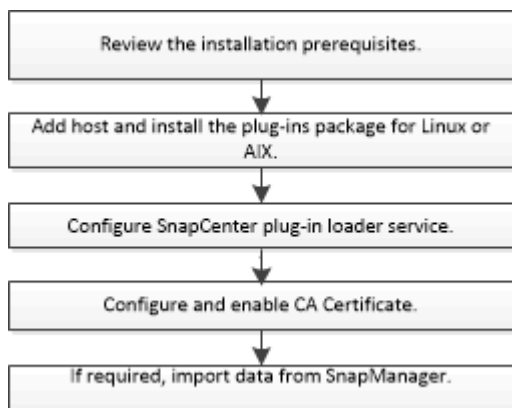 Review the installation prerequisites.
Add host and install the plug-ins package for Linux or
AIX.
Configure SnapCenter plug-in loader service.
Configure and enable CA Certificate.
If required, import data from SnapManager.